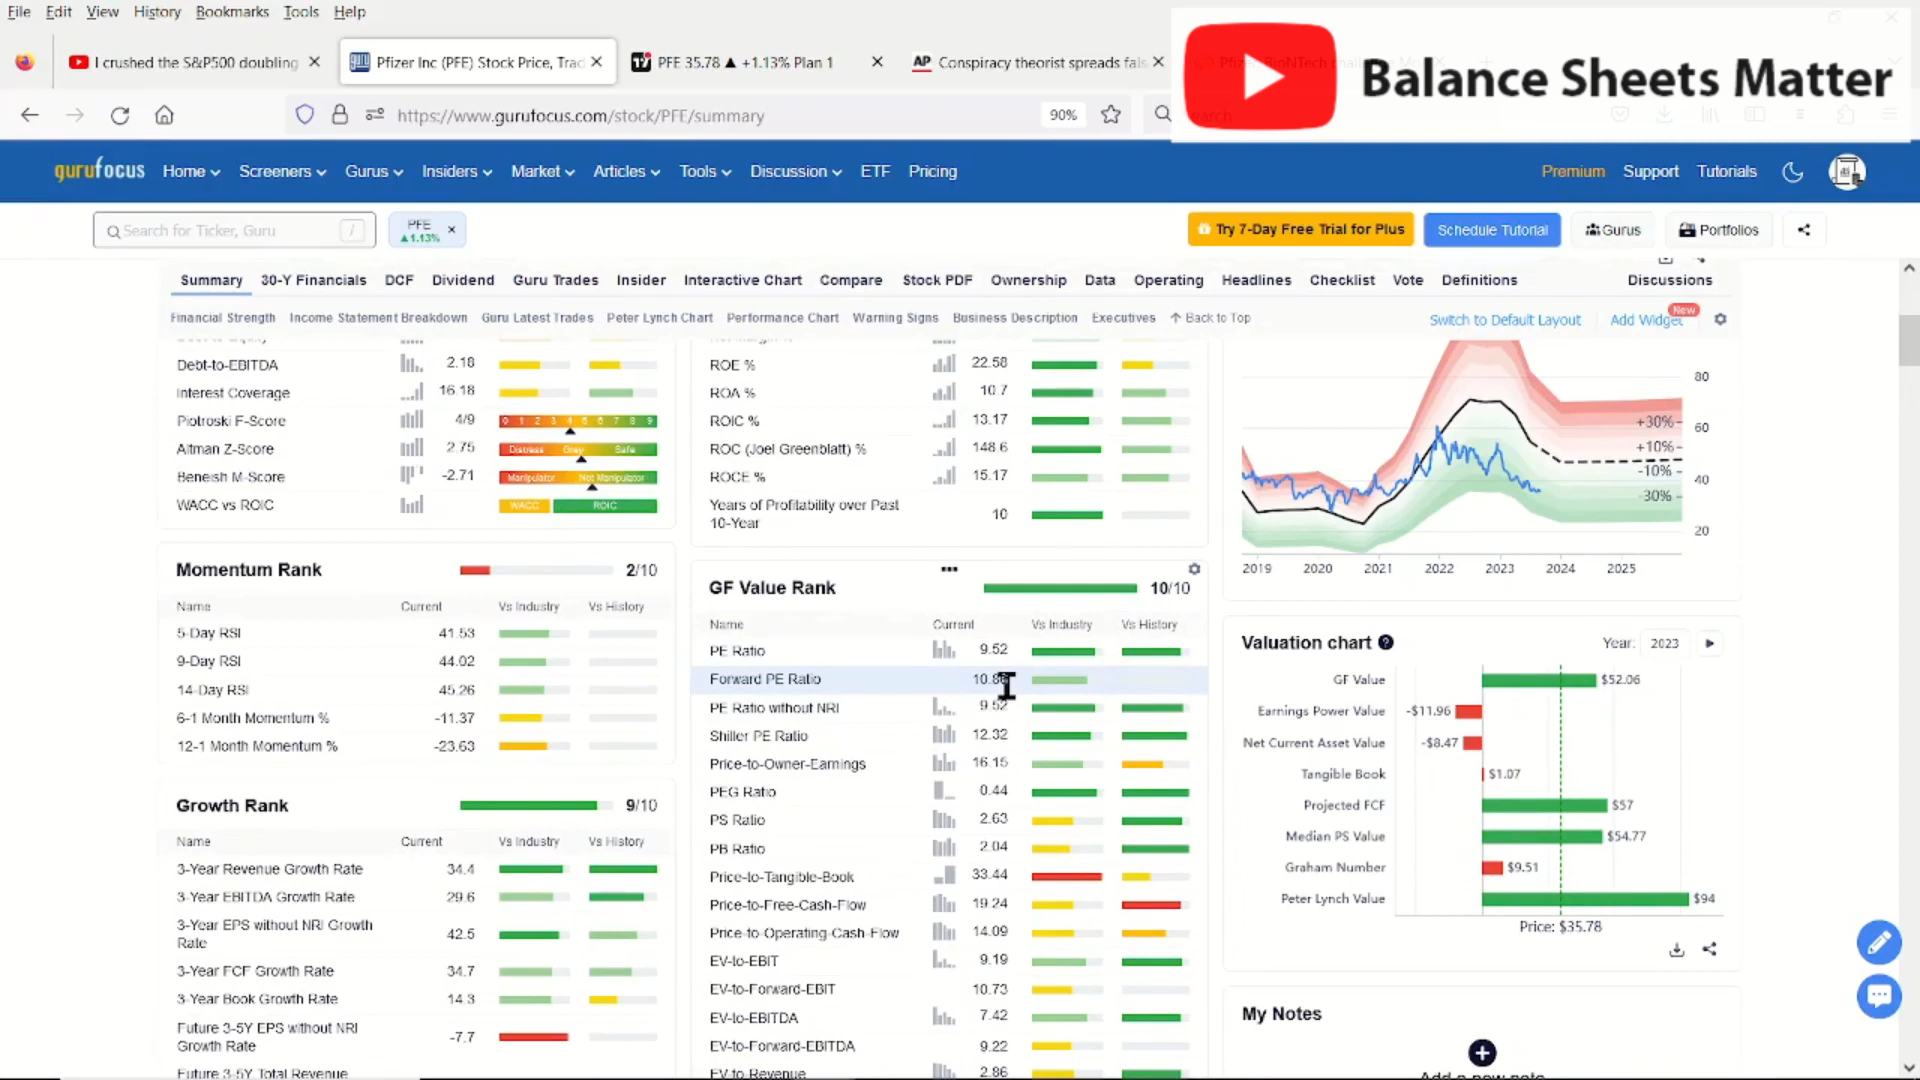 File Edit View History Bookmarks Tools Help
I crushed the S&P500 doubling
Pfizer Inc (PFE) Stock Price, Trad
PFE 35.78 ▲ +1.13% Plan 1
AP Conspiracy theorist spreads fals
Balance Sheets Matter
https://www.gurufocus.com/stock/PFE/summary
90%
gurufocus Home Screeners Gurus Insiders Market Articles Tools Discussion ETF Pricing
Premium Support Tutorials
Search for Ticker, Guru /
PFE
▲1.13%
Try 7-Day Free Trial for Plus
Schedule Tutorial
Gurus
Portfolios
Summary 30-Y Financials DCF Dividend Guru Trades Insider Interactive Chart Compare Stock PDF Ownership Data Operating Headlines Checklist Vote Definitions Discussions
Financial Strength Income Statement Breakdown Guru Latest Trades Peter Lynch Chart Performance Chart Warning Signs Business Description Executives Back to Top
Switch to Default Layout Add Widget New
Debt-to-EBITDA 2.18
Interest Coverage 16.18
Piotroski F-Score 4/9 0 1 2 3 4 5 6 7 8 9
Altman Z-Score 2.75 Distress Grey Safe
Beneish M-Score -2.71 Manipulator Not Manipulator
WACC vs ROIC WACC ROIC
Momentum Rank 2/10
Name Current Vs Industry Vs History
5-Day RSI 41.53
9-Day RSI 44.02
14-Day RSI 45.26
6-1 Month Momentum % -11.37
12-1 Month Momentum % -23.63
Growth Rank 9/10
Name Current Vs Industry Vs History
3-Year Revenue Growth Rate 34.4
3-Year EBITDA Growth Rate 29.6
3-Year EPS without NRI Growth
Rate 42.5
3-Year FCF Growth Rate 34.7
3-Year Book Growth Rate 14.3
Future 3-5Y EPS without NRI
Growth Rate -7.7
Future 3-5Y Total Revenue
ROE % 22.58
ROA % 10.7
ROIC % 13.17
ROC (Joel Greenblatt) % 148.6
ROCE % 15.17
Years of Profitability over Past
10-Year 10
GF Value Rank 10/10
Name Current Vs Industry Vs History
PE Ratio 9.52
Forward PE Ratio
PE Ratio without NRI 9.52
Shiller PE Ratio 12.32
Price-to-Owner-Earnings 16.15
PEG Ratio 0.44
PS Ratio 2.63
PB Ratio 2.04
Price-to-Tangible-Book 33.44
Price-to-Free-Cash-Flow 19.24
Price-to-Operating-Cash-Flow 14.09
EV-to-EBIT 9.19
EV-to-Forward-EBIT 10.73
EV-to-EBITDA 7.42
EV-to-Forward-EBITDA 9.22
EV-to-Revenue 2.86
80
60
40
20
+30%
+10%
-10%
-30%
2019 2020 2021 2022 2023 2024 2025
Valuation chart ? Year: 2023
GF Value $52.06
Earnings Power Value -$11.96
Net Current Asset Value -$8.47
Tangible Book $1.07
Projected FCF $57
Median PS Value $54.77
Graham Number $9.51
Peter Lynch Value $94
Price: $35.78
My Notes
Add a new note